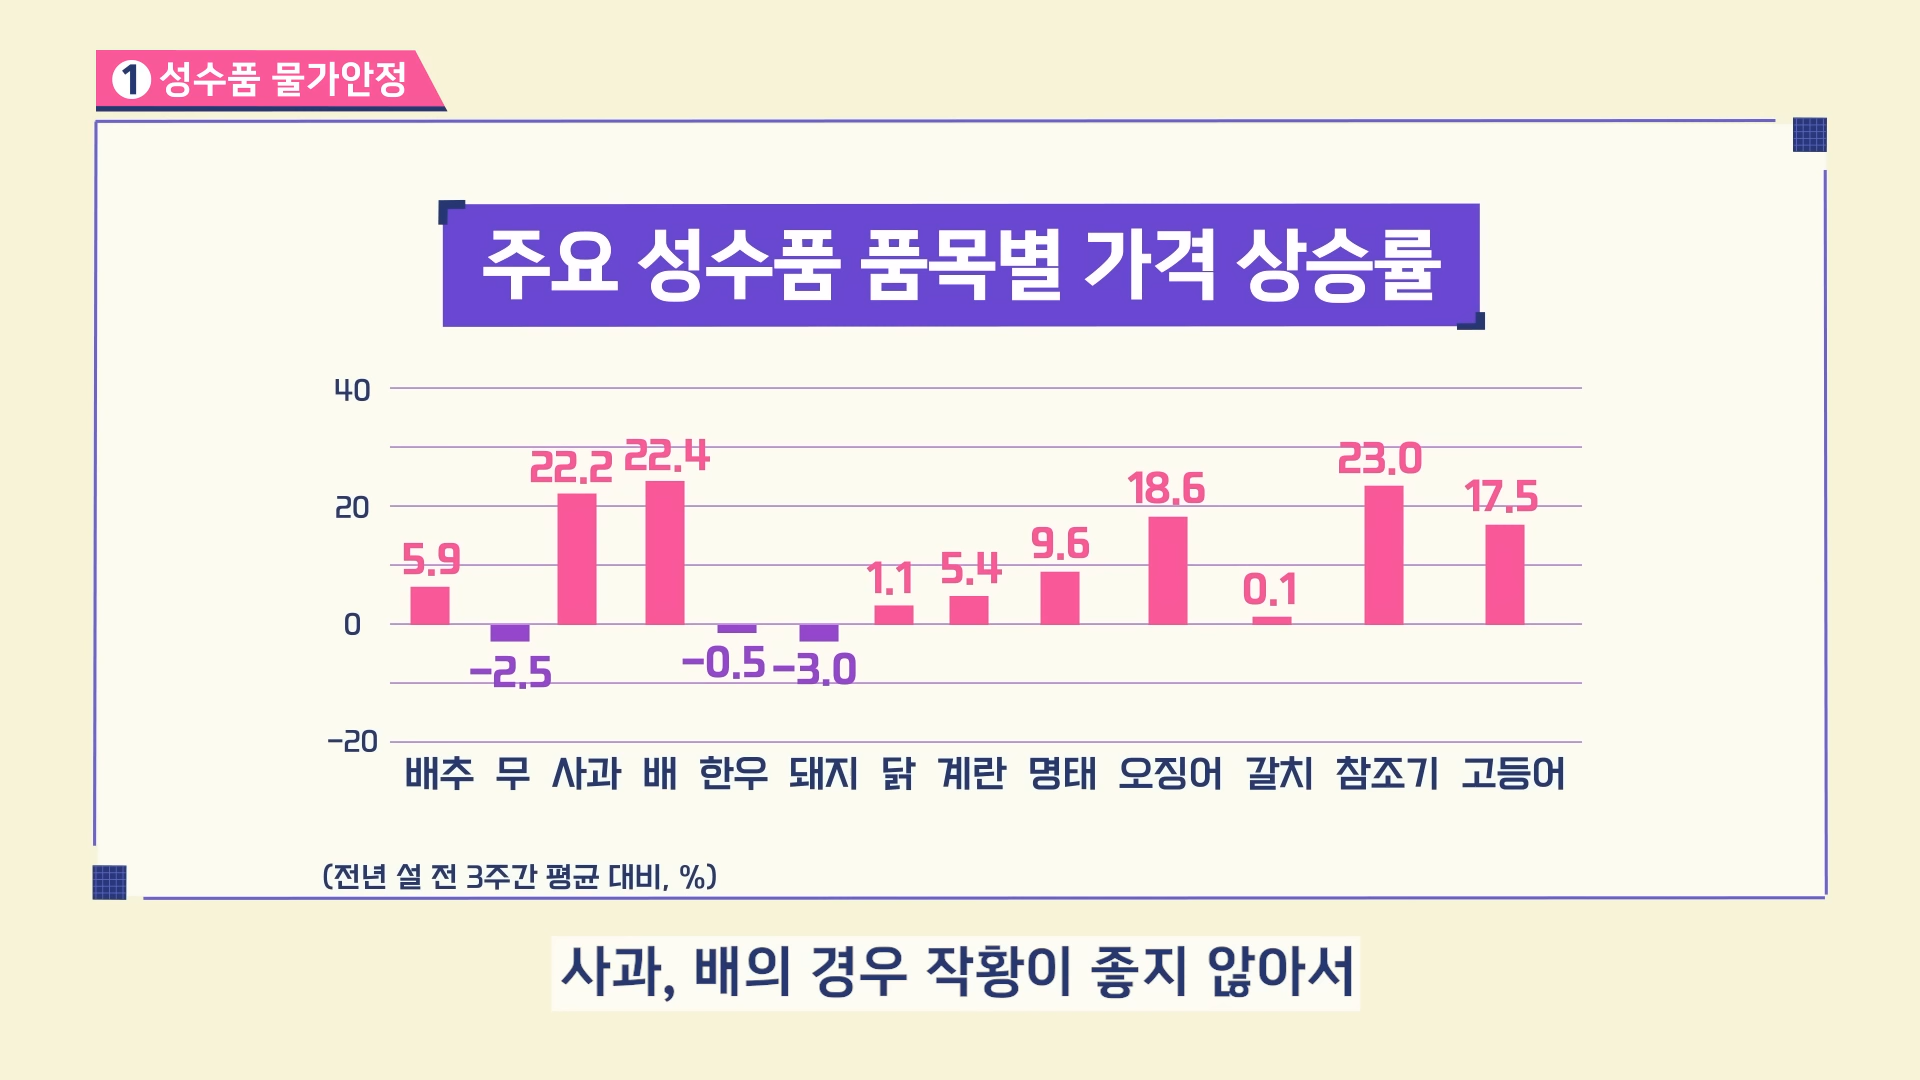 1 성수품 물가안정
주요 성수품 품목별 가격 상승률
40
20
0
-20
5.9 -2.5 22.2 22.4 -0.5 -3.0 1.1 5.4 9.6 18.6 0.1 23.0 17.5
배추 무 사과 배 한우 돼지 닭 계란 명태 오징어 갈치 참조기 고등어
(전년 설 전 3주간 평균 대비, %)
사과, 배의 경우 작황이 좋지 않아서